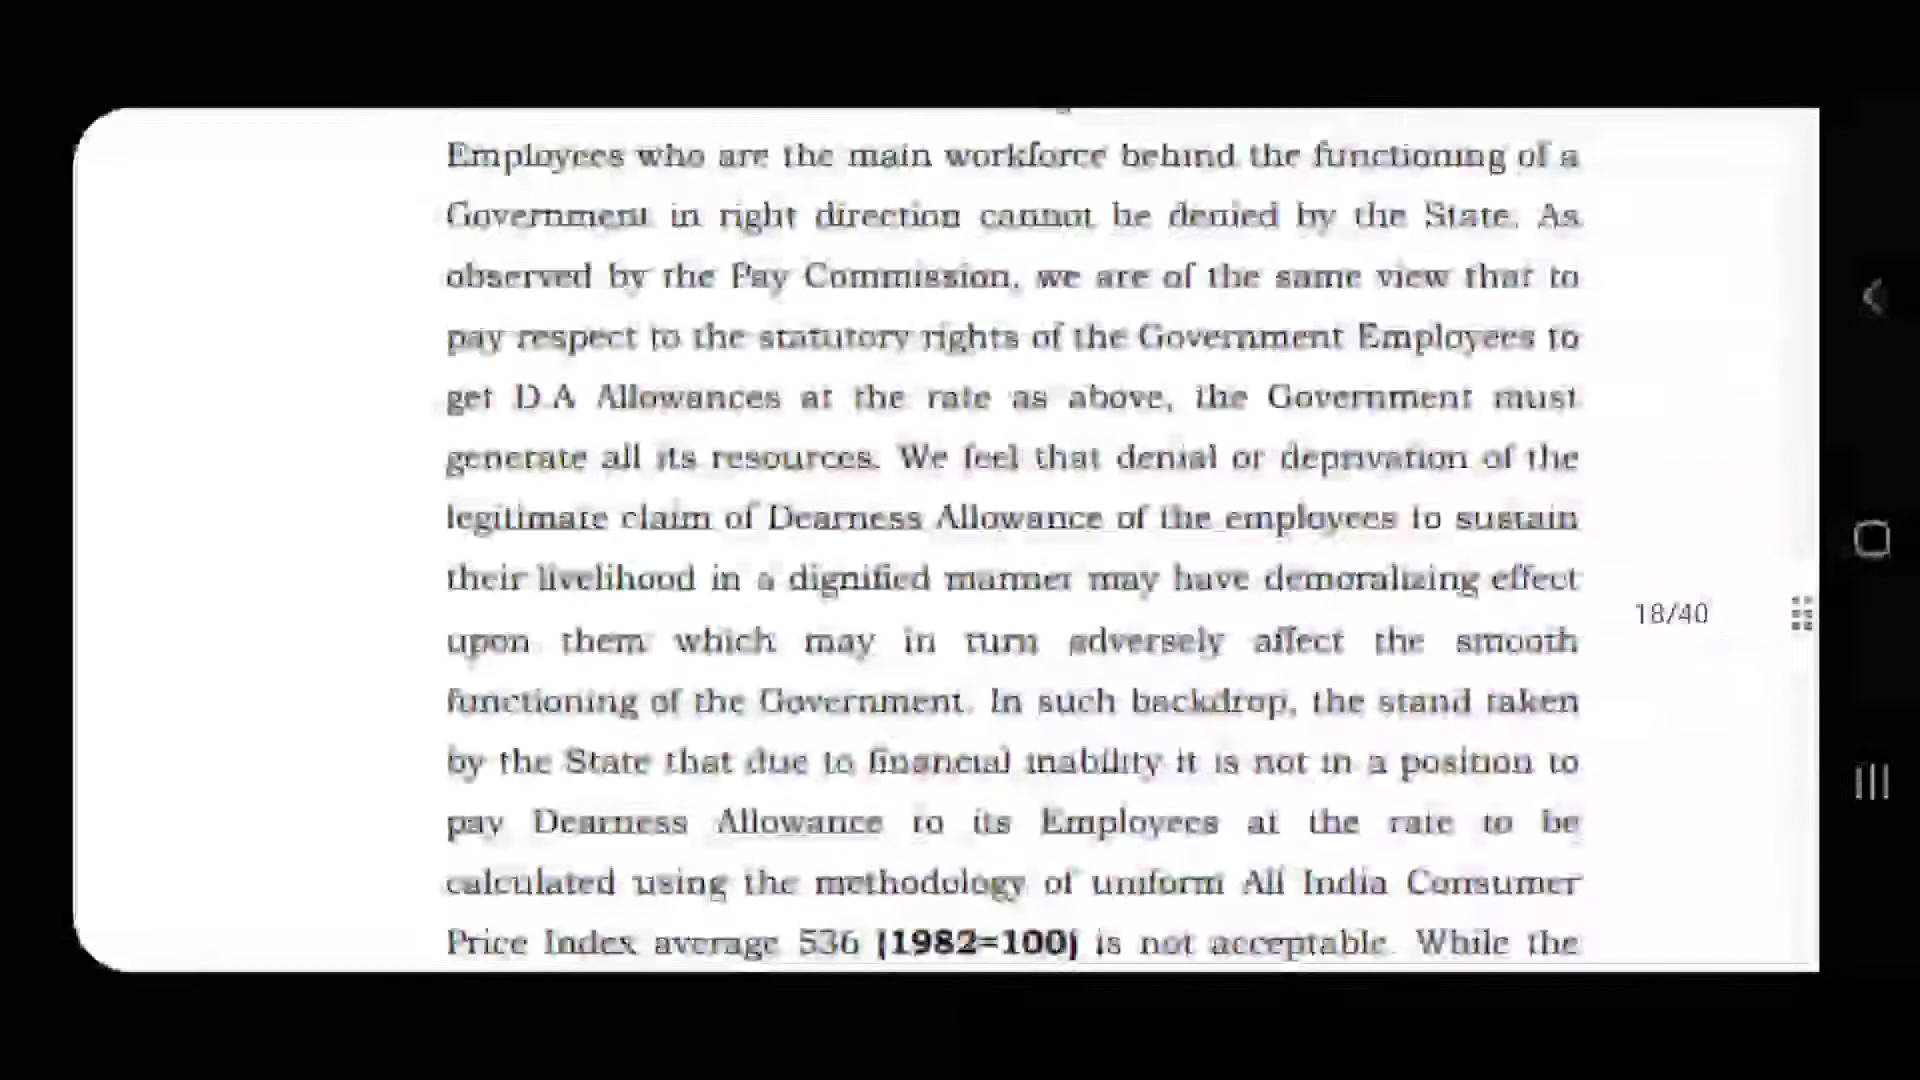 Employees who are the main workforce behind the functioning of a
Government in right direction cannot be denied by the State. As
observed by the Pay Commission, we are of the same view that to
pay respect to the statutory rights of the Government Employees to
get D.A Allowances at the rate as above, the Government must
generate all its resources. We feel that denial or deprivation of the
legitimate claim of Dearness Allowance of the employees to sustain
their livelihood in a dignified manner may have demoralizing effect
upon them which may in turn adversely affect the smooth
18/40
functioning of the Government. In such backdrop, the stand taken
by the State that due to financial inability it is not in a position to
pay Dearness Allowance to its Employees at the rate to be
calculated using the methodology of uniform All India Consumer
Price Index average 536 (1982=100) is not acceptable. While the